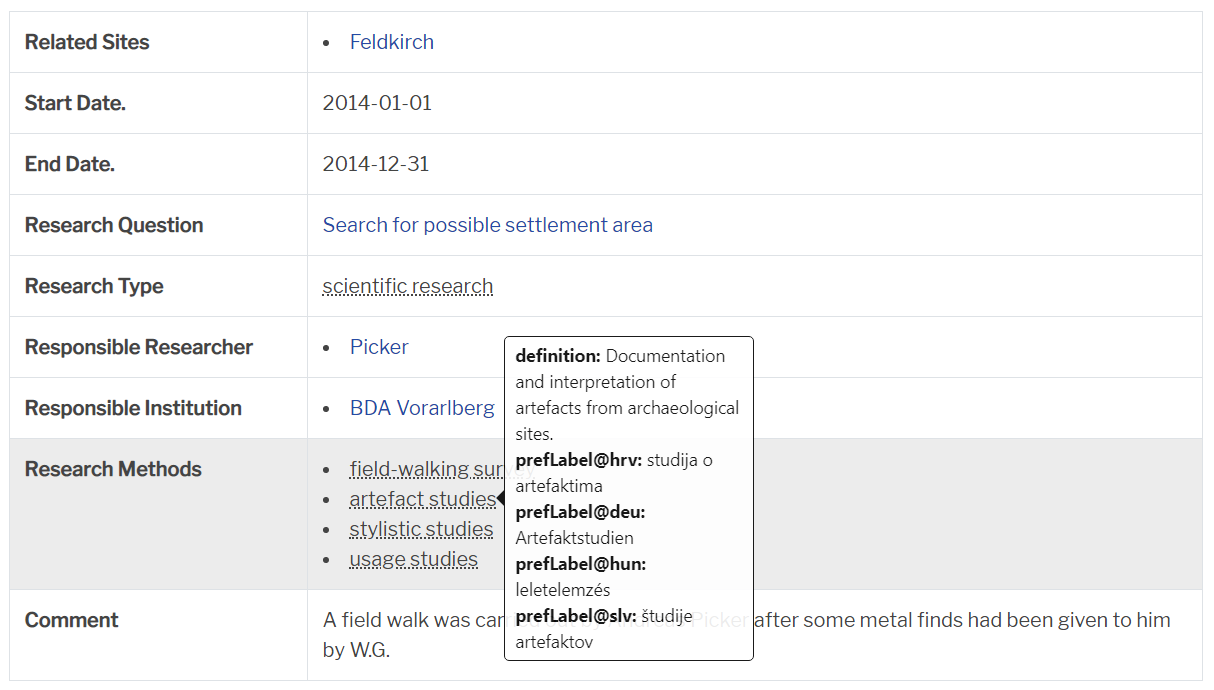 Related Sites
Feldkirch
Start Date.
2014-01-01
End Date.
2014-12-31
Research Question
Search for possible settlement area
Research Type
scientific research
Responsible Researcher
Picker
Responsible Institution
BDA Vorarlberg
Research Methods
field-walking survey
artefact studies
stylistic studies
usage studies
definition: Documentation
and interpretation of
artefacts from archaeological
sites.
prefLabel@hrv: studija o
artefaktima
prefLabel@deu:
Artefaktstudien
prefLabel@hun:
leletelemzés
prefLabel@slv: študije
artefaktov
Comment
A field walk was Picker after some metal finds had been given to him
by W.G.